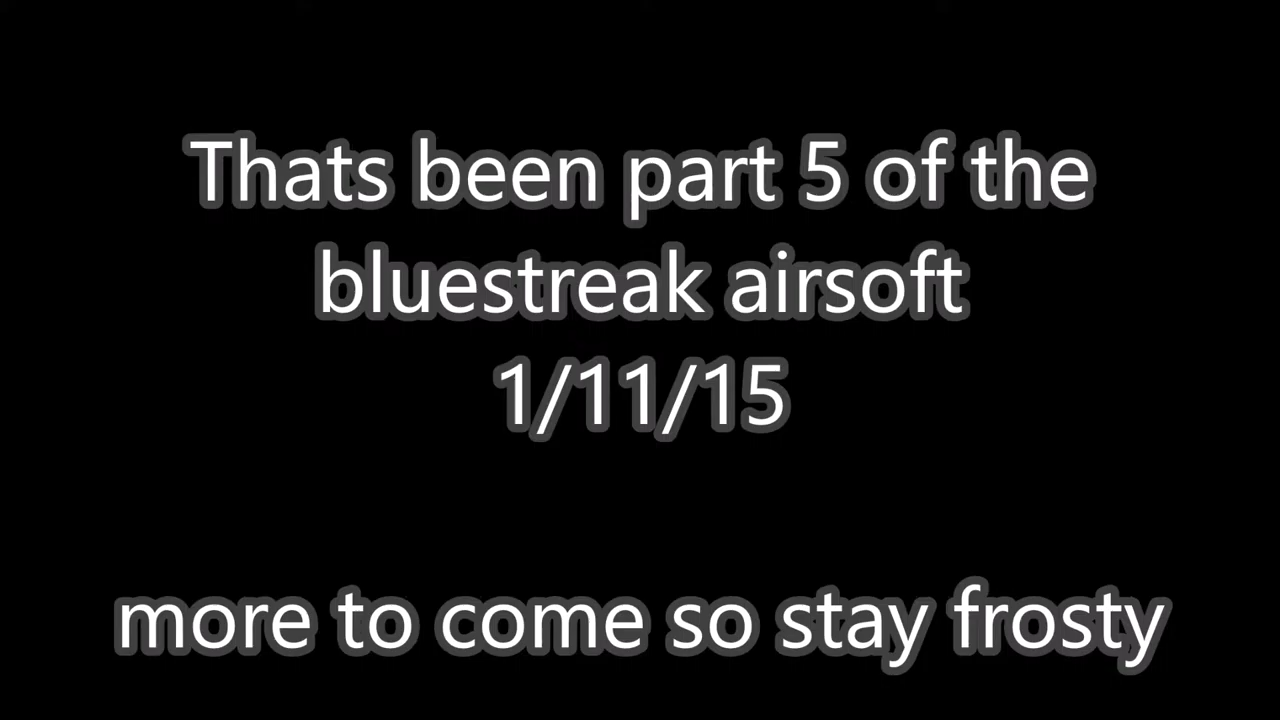 Thats been part 5 of the
bluestreak airsoft
1/11/15
more to come so stay frosty